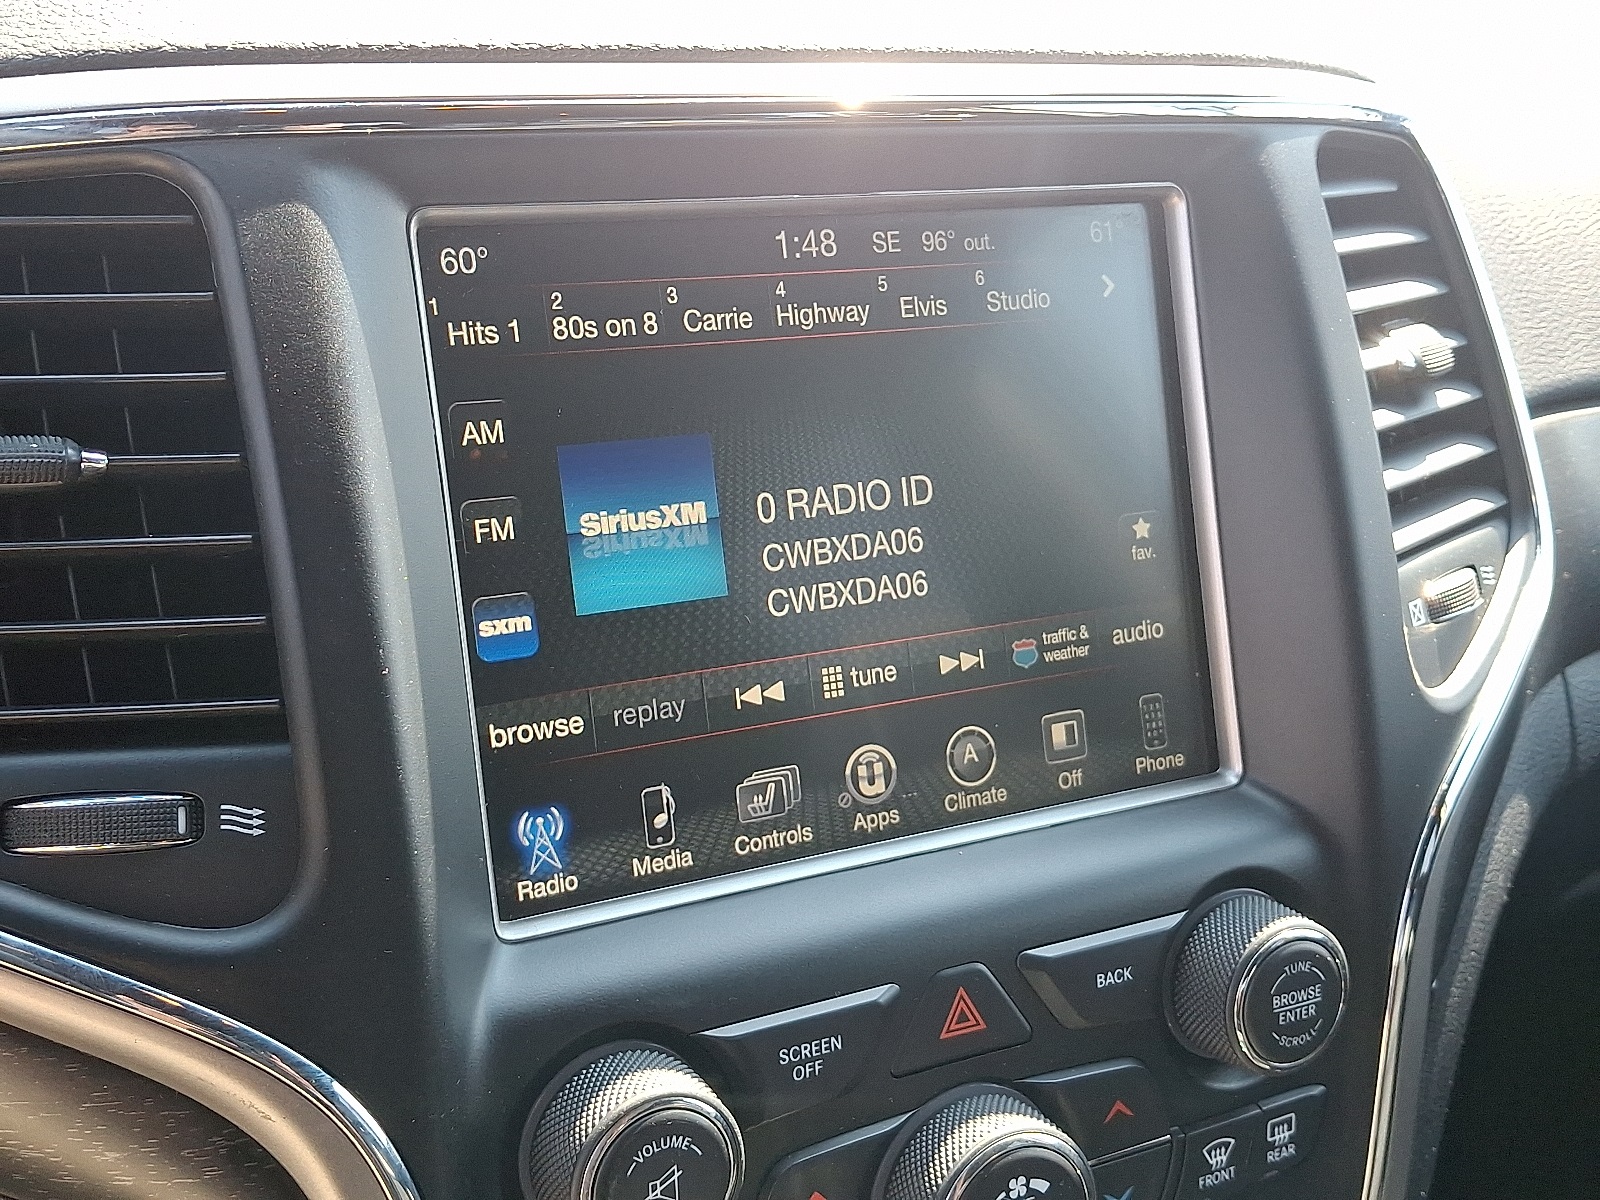 60°
1:48
SE
96° out.
61°
1
Hits 1
2
80s on 8
3
Carrie
4
Highway
5
Elvis
6
Studio
AM
FM
sxm
SiriusXM
0 RADIO ID
CWBXDA06
CWBXDA06
fav.
browse
replay
tune
traffic &
weather
audio
Radio
Media
Controls
Apps
A
Climate
Off
Phone
SCREEN
OFF
BACK
TUNE
BROWSE
ENTER
SCROLL
VOLUME
FRONT
REAR